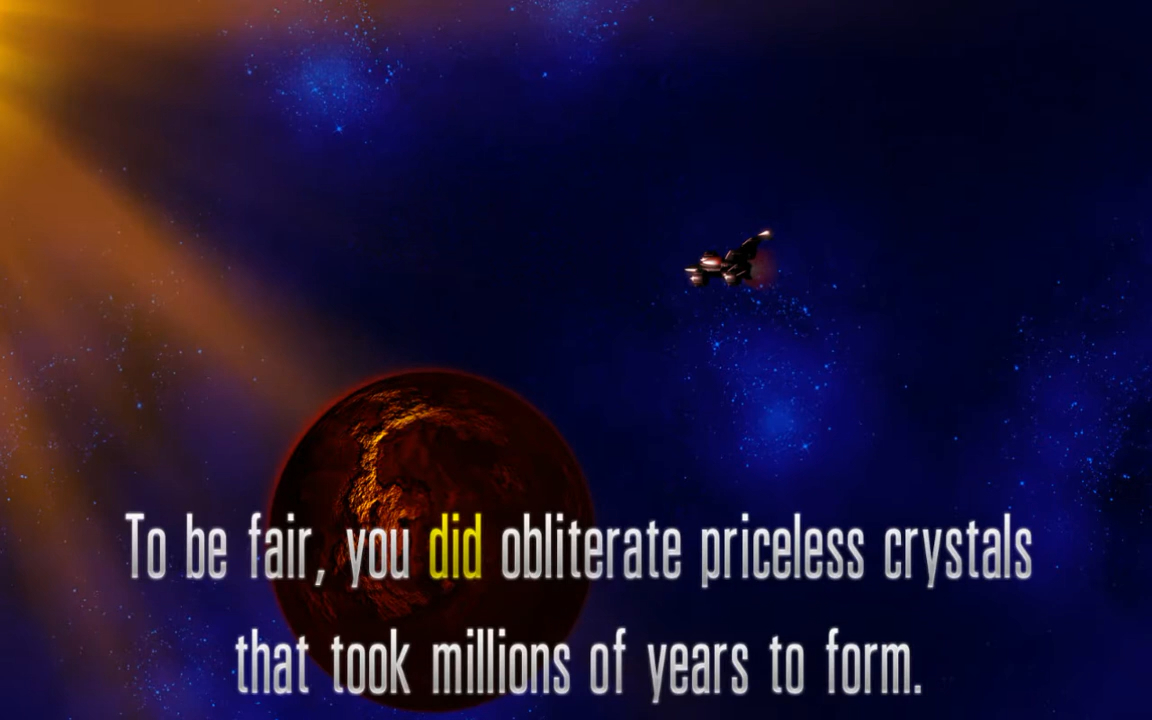 To be fair, you did obliterate priceless crystals
that took millions of years to form.